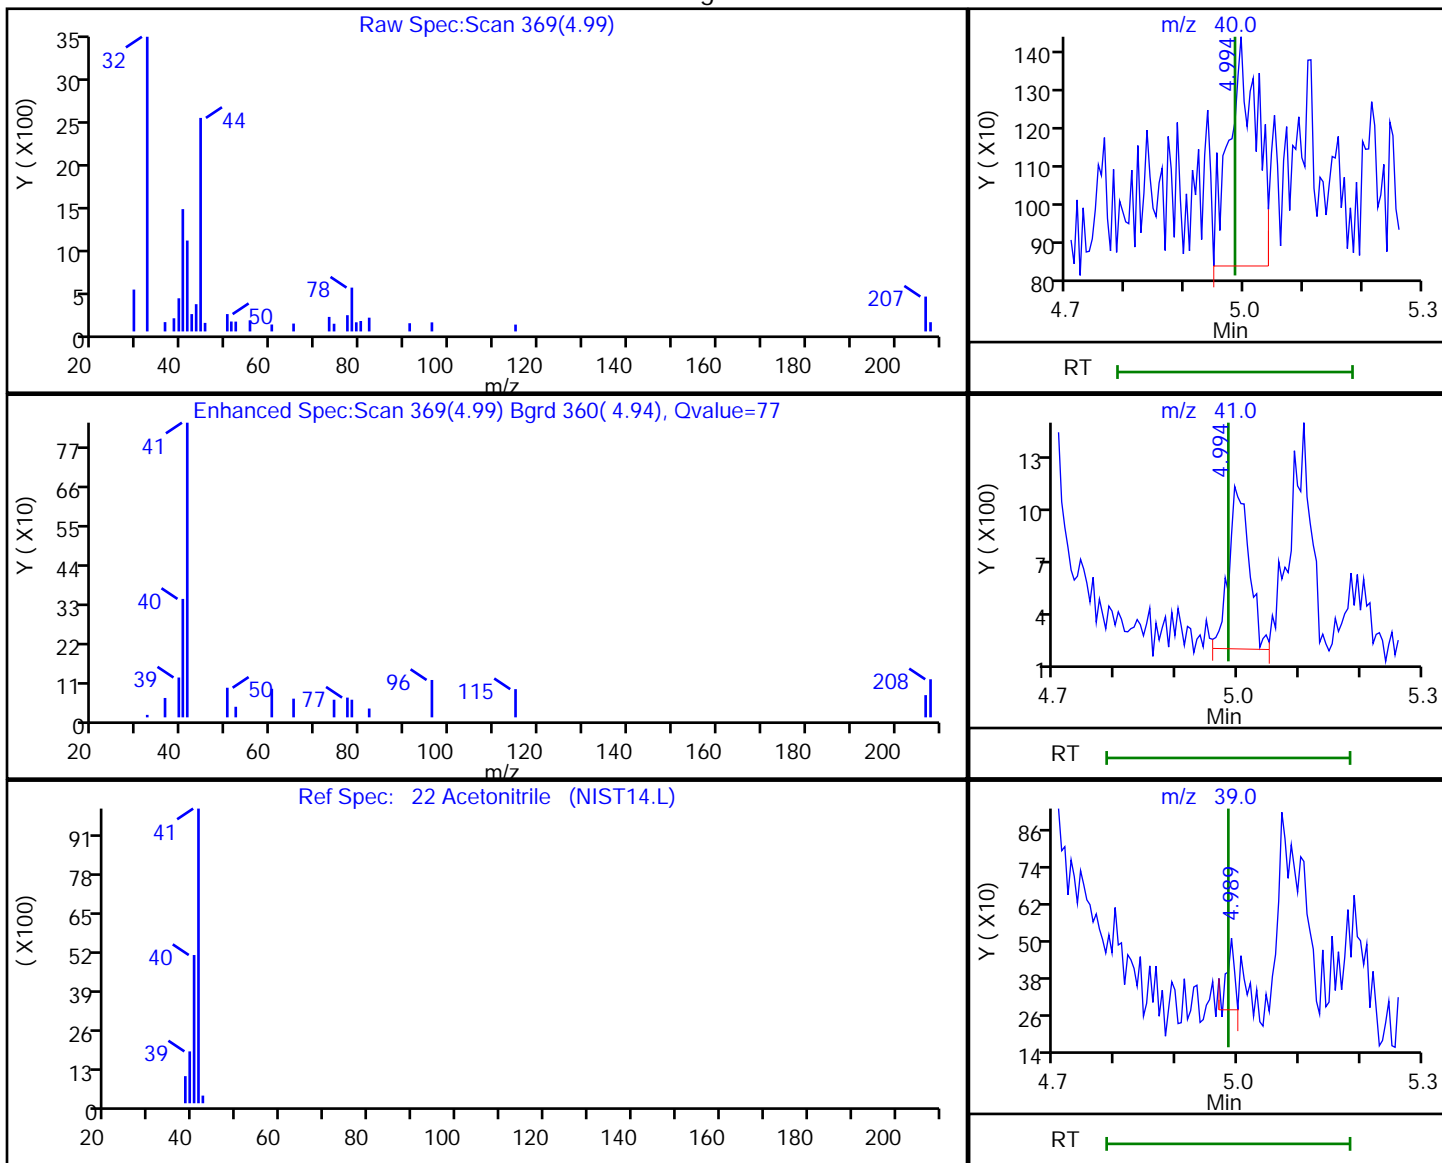 Raw Spec:Scan 369(4.99)
35
30
25
20
15
10
5
0
Y ( X100)
32
44
50
78
207
20 40 60 80 100 120 140 160 180 200
m/z
m/z 40.0
140
130
120
110
100
90
80
Y ( X10)
4.994
4.7 5.0 5.3
Min
RT
Enhanced Spec:Scan 369(4.99) Bgrd 360( 4.94), Qvalue=77
77
66
55
44
33
22
11
0
Y ( X10)
41
40
39
50
77
96
115
208
20 40 60 80 100 120 140 160 180 200
m/z
m/z 41.0
13
10
7
4
1
Y ( X100)
4.994
4.7 5.0 5.3
Min
RT
Ref Spec: 22 Acetonitrile (NIST14.L)
91
78
65
52
39
26
13
0
( X100)
41
40
39
20 40 60 80 100 120 140 160 180 200
m/z 39.0
86
74
62
50
38
26
14
Y ( X10)
4.989
4.7 5.0 5.3
Min
RT